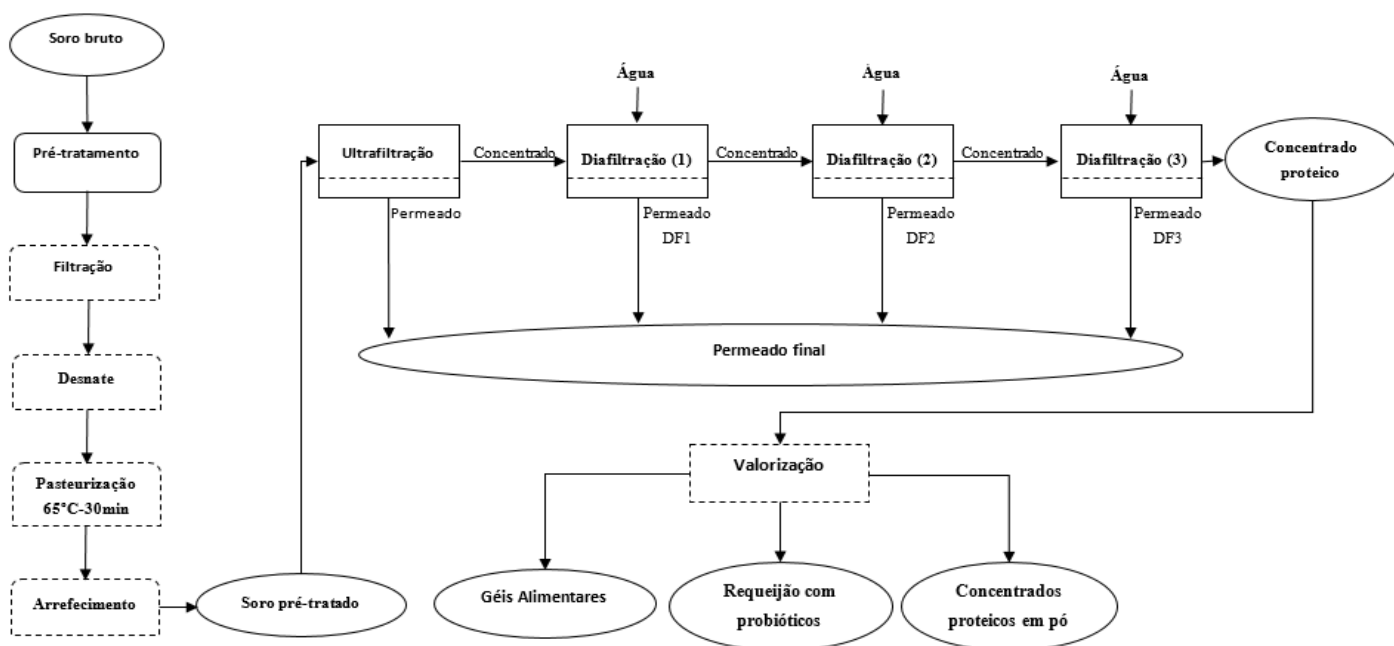 Soro bruto
Pré-tratamento
Filtração
Desnate
Pasteurização
65°C-30min
Arrefecimento
Soro pré-tratado
Ultrafiltração
Permeado
Concentrado
Água
Diafiltração (1)
Permeado
DF1
Concentrado
Àgua
Diafiltração (2)
Permeado
DF2
Concentrado
Água
Diafiltração (3)
Permeado
DF3
Concentrado
proteico
Permeado final
Valorização
Géis Alimentares
Requeijão com
probióticos
Concentrados
proteicos em pó